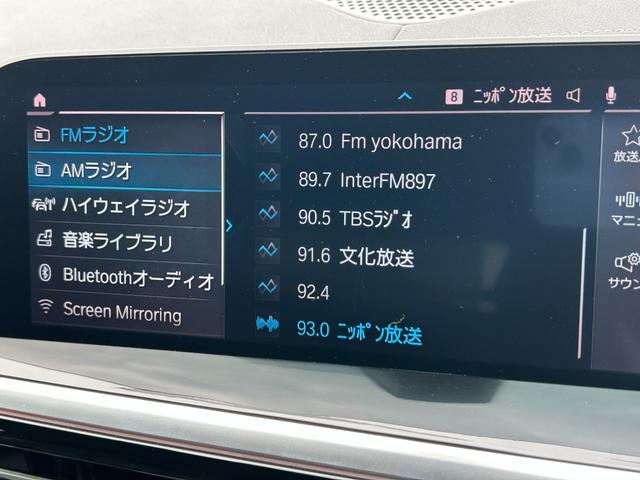 8 ﾆｯﾎﾟﾝ放送
FMラジオ
AMラジオ
ハイウェイラジオ
音楽ライブラリ
Bluetoothオーディオ
Screen Mirroring
87.0 Fm yokohama
89.7 InterFM897
90.5 TBSﾗｼﾞｵ
91.6 文化放送
92.4
93.0 ﾆｯﾎﾟﾝ放送
放送
マニュ
サウン